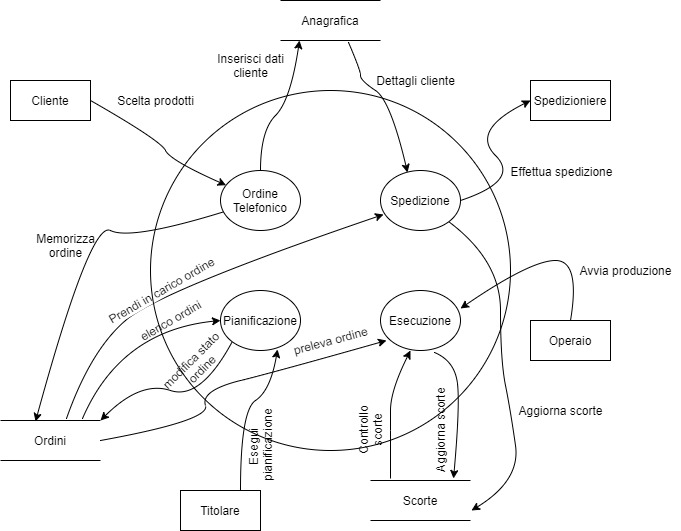 Anagrafica
Inserisci dati
cliente
Dettagli cliente
Cliente
Scelta prodotti
Spedizioniere
Ordine
Telefonico
Spedizione
Effettua spedizione
Memorizza
ordine
Prendi in carico ordine
Avvia produzione
elenco ordini
Pianificazione
Esecuzione
Operaio
modifica stato
ordine
preleva ordine
Aggiorna scorte
Ordini
Esegui
pianificazione
Controllo
scorte
Aggiorna scorte
Titolare
Scorte